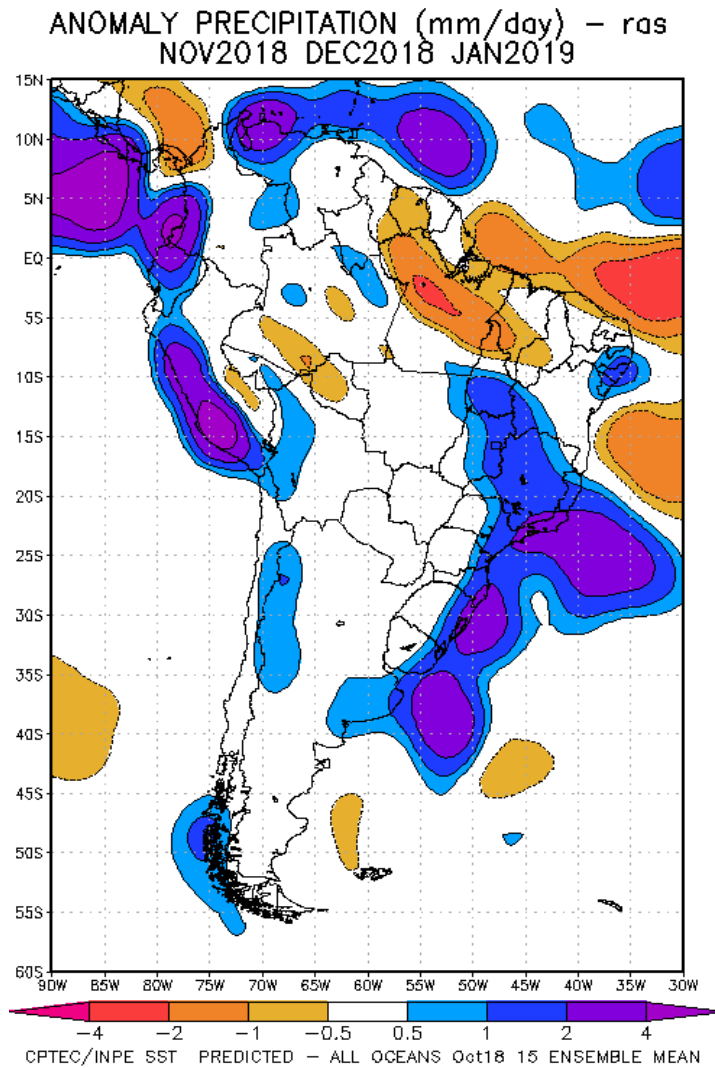 ANOMALY PRECIPITATION (mm/day) – ras
NOV2018 DEC2018 JAN2019
15N
10N
5N
EQ
5S
10S
15S
20S
25S
30S
35S
40S
45S
50S
55S
60S
90W 85W 80W 75W 70W 65W 60W 55W 50W 45W 40W 35W 30W
−4 −2 −1 −0.5 0.5 1 2 4
CPTEC/INPE SST PREDICTED – ALL OCEANS Oct18 15 ENSEMBLE MEAN